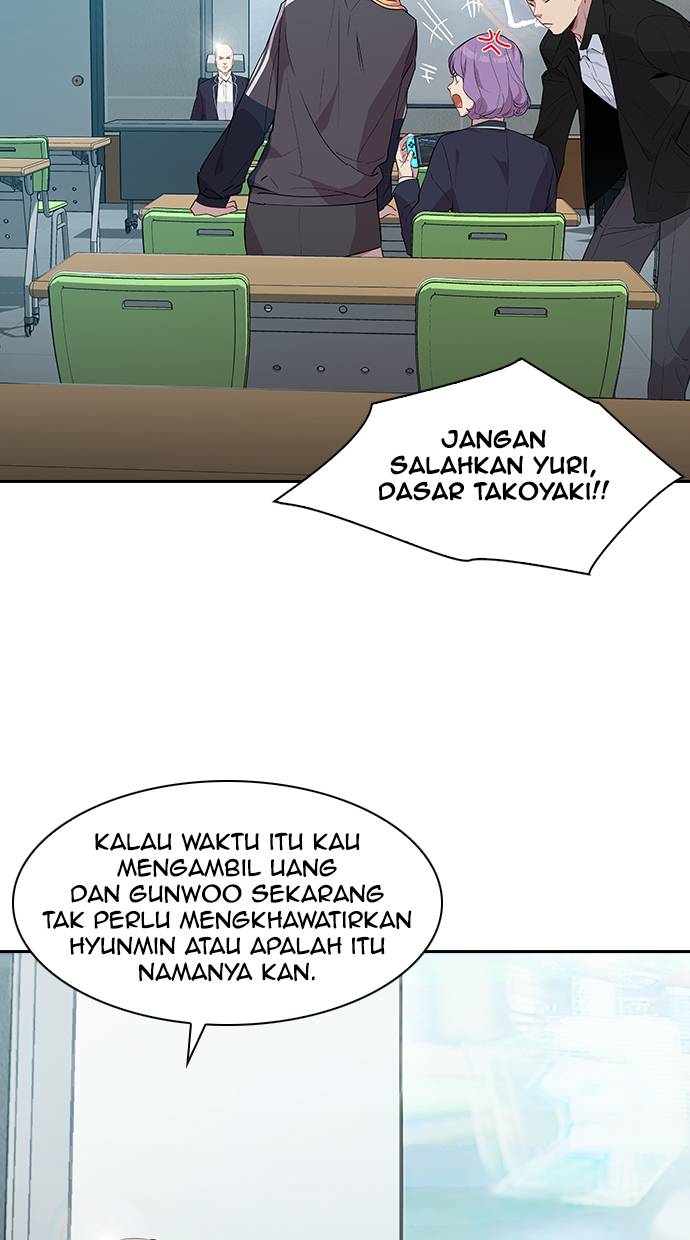 JANGAN
SALAHKAN YURI,
DASAR TAKOYAKI!!
KALAU WAKTU ITU KAU
MENGAMBIL UANG
DAN GUNWOO SEKARANG
TAK PERLU MENGKHAWATIRKAN
HYUNMIN ATAU APALAH ITU
NAMANYA KAN.